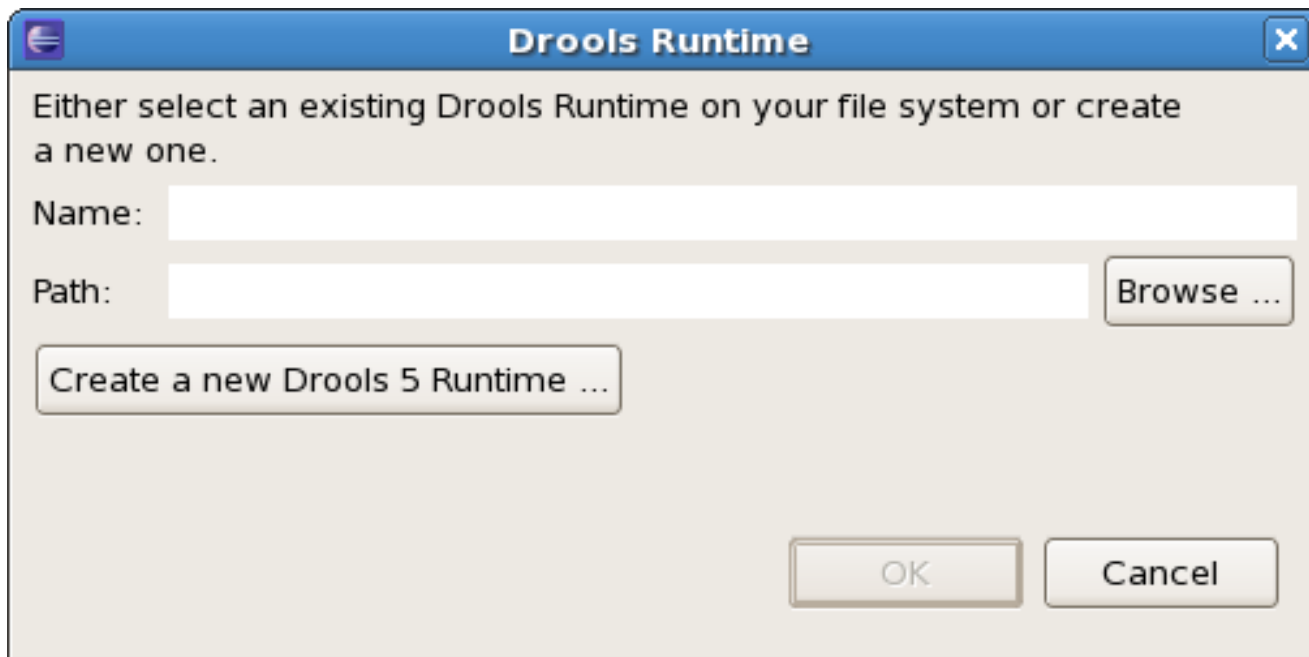 Drools Runtime
Either select an existing Drools Runtime on your file system or create
a new one.
Name:
Path:
Browse ...
Create a new Drools 5 Runtime ...
OK
Cancel